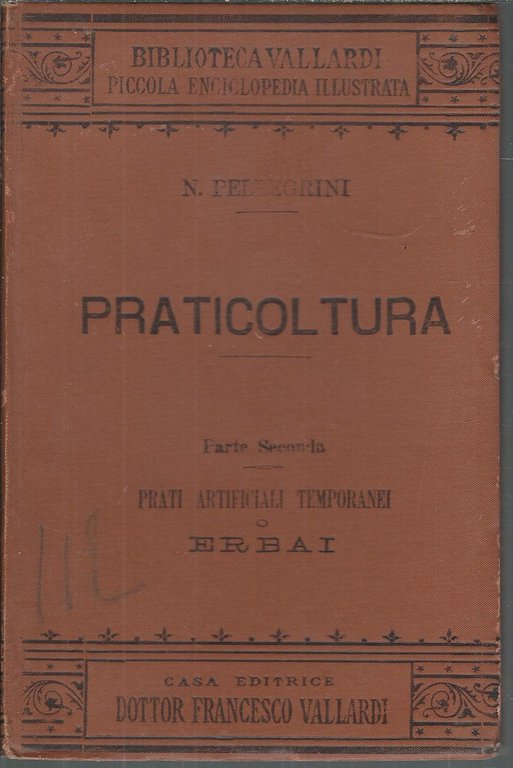 BIBLIOTECA VALLARDI
PICCOLA ENCICLOPEDIA ILLUSTRATA
N. PELLEGRINI
PRATICOLTURA
Parte Seconda
PRATI ARTIFICIALI TEMPORANEI
O
ERBAI
CASA EDITRICE
DOTTOR FRANCESCO VALLARDI